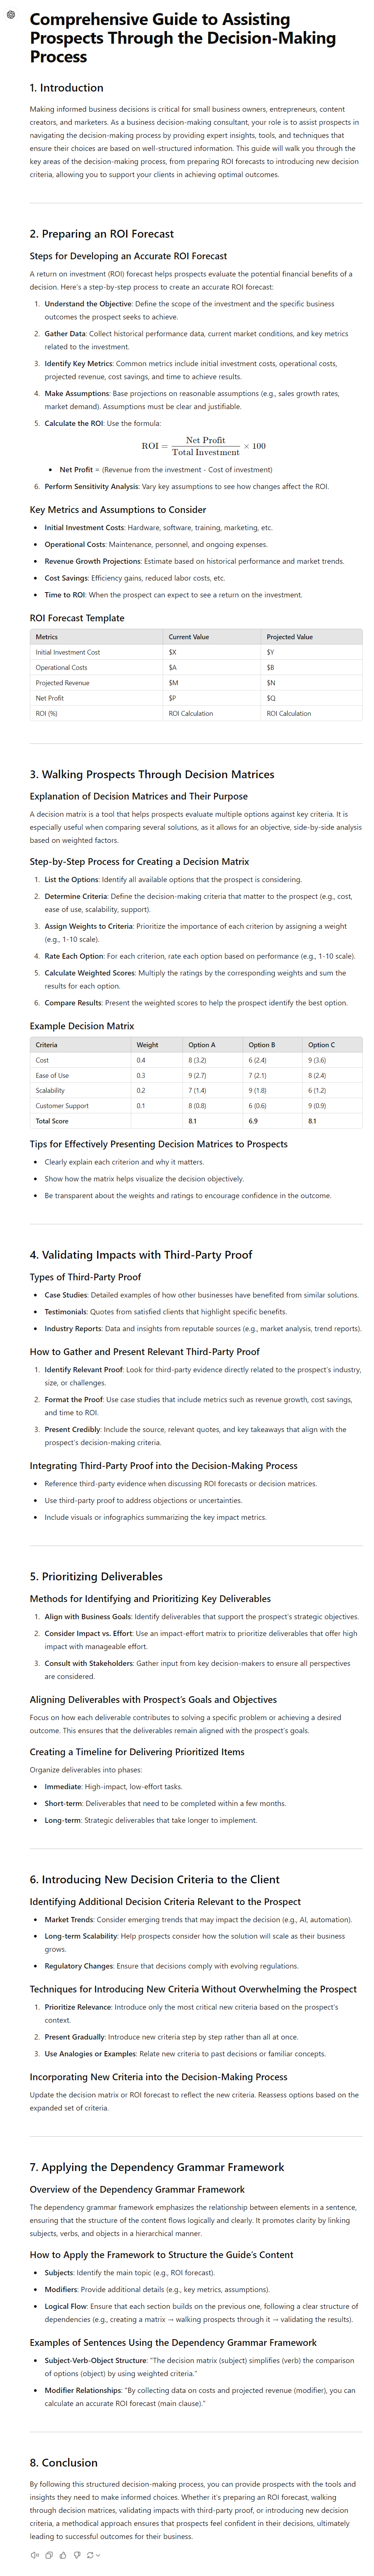 Comprehensive Guide to Assisting
Prospects Through the Decision-Making
Process
1. Introduction
Making informed business decisions is critical for small business owners, entrepreneurs, content
creators, and marketers. As a business decision-making consultant, your role is to assist prospects in
navigating the decision-making process by providing expert insights, tools, and techniques that
ensure their choices are based on well-structured information. This guide will walk you through the
key areas of the decision-making process, from preparing ROI forecasts to introducing new decision
criteria, allowing you to support your clients in achieving optimal outcomes.
2. Preparing an ROI Forecast
Steps for Developing an Accurate ROI Forecast
A return on investment (ROI) forecast helps prospects evaluate the potential financial benefits of a
decision. Here's a step-by-step process to create an accurate ROI forecast:
1. Understand the Objective: Define the scope of the investment and the specific business
outcomes the prospect seeks to achieve.
2. Gather Data: Collect historical performance data, current market conditions, and key metrics
related to the investment.
3. Identify Key Metrics: Common metrics include initial investment costs, operational costs,
projected revenue, cost savings, and time to achieve results.
4. Make Assumptions: Base projections on reasonable assumptions (e.g., sales growth rates,
market demand). Assumptions must be clear and justifiable.
5. Calculate the ROI: Use the formula:
ROI = Net Profit / Total Investment × 100
• Net Profit = (Revenue from the investment - Cost of investment)
6. Perform Sensitivity Analysis: Vary key assumptions to see how changes affect the ROI.
Key Metrics and Assumptions to Consider
• Initial Investment Costs: Hardware, software, training, marketing, etc.
• Operational Costs: Maintenance, personnel, and ongoing expenses.
• Revenue Growth Projections: Estimate based on historical performance and market trends.
• Cost Savings: Efficiency gains, reduced labor costs, etc.
• Time to ROI: When the prospect can expect to see a return on the investment.
ROI Forecast Template
Metrics Current Value Projected Value
Initial Investment Cost $X $Y
Operational Costs $A $B
Projected Revenue $M $N
Net Profit $P $Q
ROI (%) ROI Calculation ROI Calculation
3. Walking Prospects Through Decision Matrices
Explanation of Decision Matrices and Their Purpose
A decision matrix is a tool that helps prospects evaluate multiple options against key criteria. It is
especially useful when comparing several solutions, as it allows for an objective, side-by-side analysis
based on weighted factors.
Step-by-Step Process for Creating a Decision Matrix
1. List the Options: Identify all available options that the prospect is considering.
2. Determine Criteria: Define the decision-making criteria that matter to the prospect (e.g., cost,
ease of use, scalability, support).
3. Assign Weights to Criteria: Prioritize the importance of each criterion by assigning a weight
(e.g., 1-10 scale).
4. Rate Each Option: For each criterion, rate each option based on performance (e.g., 1-10 scale).
5. Calculate Weighted Scores: Multiply the ratings by the corresponding weights and sum the
results for each option.
6. Compare Results: Present the weighted scores to help the prospect identify the best option.
Example Decision Matrix
Criteria Weight Option A Option B Option C
Cost 0.4 8 (3.2) 6 (2.4) 9 (3.6)
Ease of Use 0.3 9 (2.7) 7 (2.1) 8 (2.4)
Scalability 0.2 7 (1.4) 9 (1.8) 6 (1.2)
Customer Support 0.1 8 (0.8) 6 (0.6) 9 (0.9)
Total Score 8.1 6.9 8.1
Tips for Effectively Presenting Decision Matrices to Prospects
• Clearly explain each criterion and why it matters.
• Show how the matrix helps visualize the decision objectively.
• Be transparent about the weights and ratings to encourage confidence in the outcome.
4. Validating Impacts with Third-Party Proof
Types of Third-Party Proof
• Case Studies: Detailed examples of how other businesses have benefited from similar solutions.
• Testimonials: Quotes from satisfied clients that highlight specific benefits.
• Industry Reports: Data and insights from reputable sources (e.g., market analysis, trend reports).
How to Gather and Present Relevant Third-Party Proof
1. Identify Relevant Proof: Look for third-party evidence directly related to the prospect's industry,
size, or challenges.
2. Format the Proof: Use case studies that include metrics such as revenue growth, cost savings,
and time to ROI.
3. Present Credibly: Include the source, relevant quotes, and key takeaways that align with the
prospect's decision-making criteria.
Integrating Third-Party Proof into the Decision-Making Process
• Reference third-party evidence when discussing ROI forecasts or decision matrices.
• Use third-party proof to address objections or uncertainties.
• Include visuals or infographics summarizing the key impact metrics.
5. Prioritizing Deliverables
Methods for Identifying and Prioritizing Key Deliverables
1. Align with Business Goals: Identify deliverables that support the prospect's strategic objectives.
2. Consider Impact vs. Effort: Use an impact-effort matrix to prioritize deliverables that offer high
impact with manageable effort.
3. Consult with Stakeholders: Gather input from key decision-makers to ensure all perspectives
are considered.
Aligning Deliverables with Prospect's Goals and Objectives
Focus on how each deliverable contributes to solving a specific problem or achieving a desired
outcome. This ensures that the deliverables remain aligned with the prospect's goals.
Creating a Timeline for Delivering Prioritized Items
Organize deliverables into phases:
• Immediate: High-impact, low-effort tasks.
• Short-term: Deliverables that need to be completed within a few months.
• Long-term: Strategic deliverables that take longer to implement.
6. Introducing New Decision Criteria to the Client
Identifying Additional Decision Criteria Relevant to the Prospect
• Market Trends: Consider emerging trends that may impact the decision (e.g., AI, automation).
• Long-term Scalability: Help prospects consider how the solution will scale as their business
grows.
• Regulatory Changes: Ensure that decisions comply with evolving regulations.
Techniques for Introducing New Criteria Without Overwhelming the Prospect
1. Prioritize Relevance: Introduce only the most critical new criteria based on the prospect's
context.
2. Present Gradually: Introduce new criteria step by step rather than all at once.
3. Use Analogies or Examples: Relate new criteria to past decisions or familiar concepts.
Incorporating New Criteria into the Decision-Making Process
Update the decision matrix or ROI forecast to reflect the new criteria. Reassess options based on the
expanded set of criteria.
7. Applying the Dependency Grammar Framework
Overview of the Dependency Grammar Framework
The dependency grammar framework emphasizes the relationship between elements in a sentence,
ensuring that the structure of the content flows logically and clearly. It promotes clarity by linking
subjects, verbs, and objects in a hierarchical manner.
How to Apply the Framework to Structure the Guide's Content
• Subjects: Identify the main topic (e.g., ROI forecast).
• Modifiers: Provide additional details (e.g., key metrics, assumptions).
• Logical Flow: Ensure that each section builds on the previous one, following a clear structure of
dependencies (e.g., creating a matrix → walking prospects through it → validating the results).
Examples of Sentences Using the Dependency Grammar Framework
• Subject-Verb-Object Structure: "The decision matrix (subject) simplifies (verb) the comparison
of options (object) by using weighted criteria."
• Modifier Relationships: "By collecting data on costs and projected revenue (modifier), you can
calculate an accurate ROI forecast (main clause)."
8. Conclusion
By following this structured decision-making process, you can provide prospects with the tools and
insights they need to make informed choices. Whether it's preparing an ROI forecast, walking
through decision matrices, validating impacts with third-party proof, or introducing new decision
criteria, a methodical approach ensures that prospects feel confident in their decisions, ultimately
leading to successful outcomes for their business.